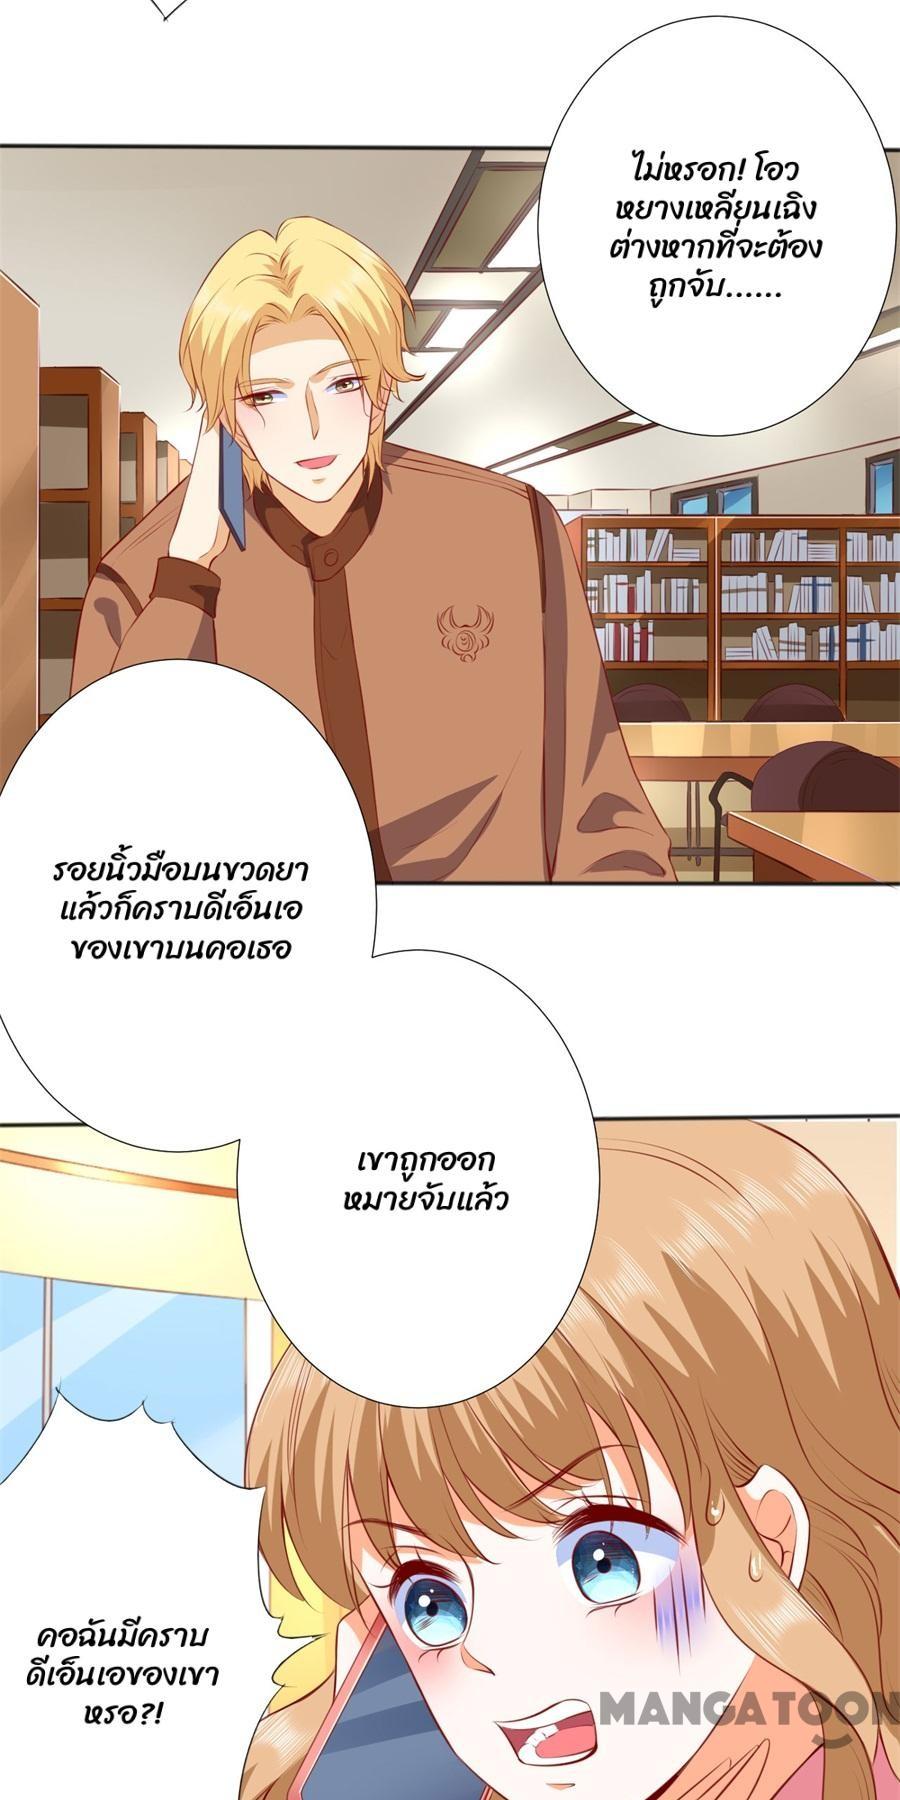 ไม่หรอก! โอว
หยางเหลียนเฉิง
ต่างหากที่จะต้อง
ถูกจับ......
รอยนิ้วมือบนขวดยา
แล้วก็คราบดีเอ็นเอ
ของเขาบนคอเธอ
เขาถูกออก
หมายจับแล้ว
คอฉันมีคราบ
ดีเอ็นเอของเขา
หรอ?!
MANGATOON